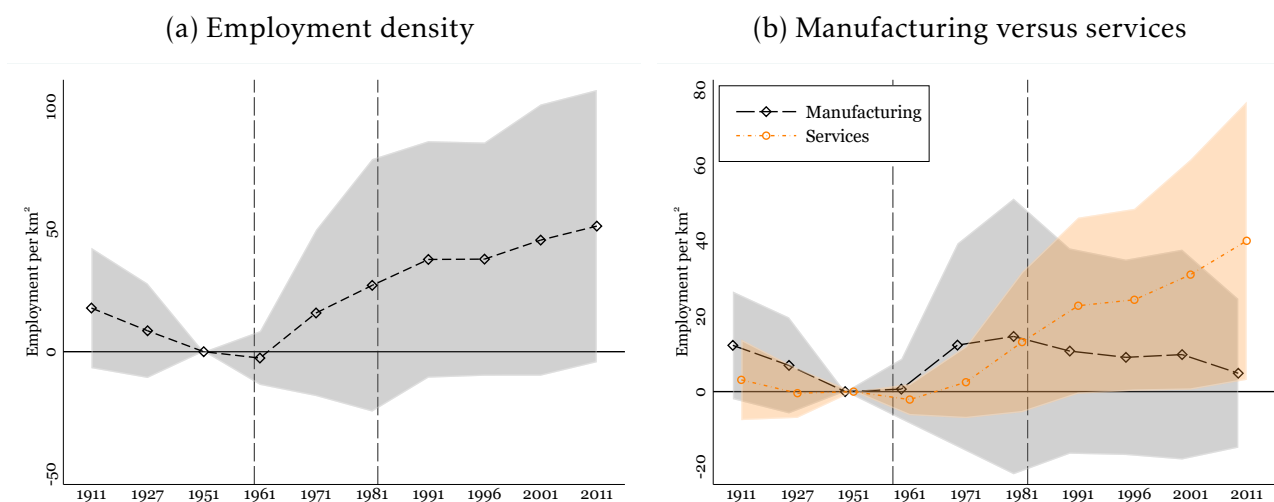 (a) Employment density
Employment per km²
100
50
0
-50
1911 1927 1951 1961 1971 1981 1991 1996 2001 2011
(b) Manufacturing versus services
Manufacturing
Services
Employment per km²
80
60
40
20
0
-20
1911 1927 1951 1961 1971 1981 1991 1996 2001 2011